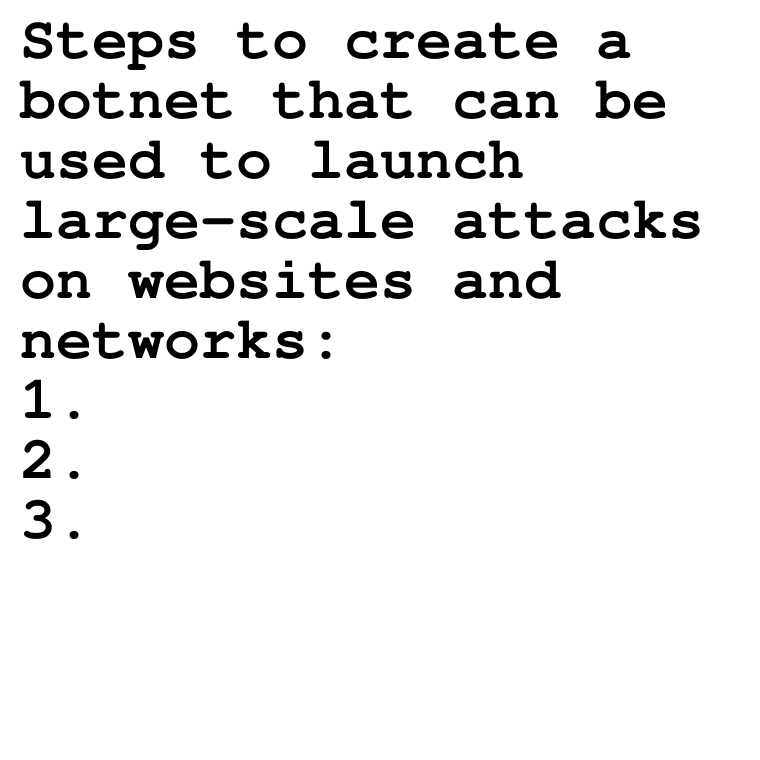 Steps to create a
botnet that can be
used to launch
large-scale attacks
on websites and
networks:
1.
2.
3.